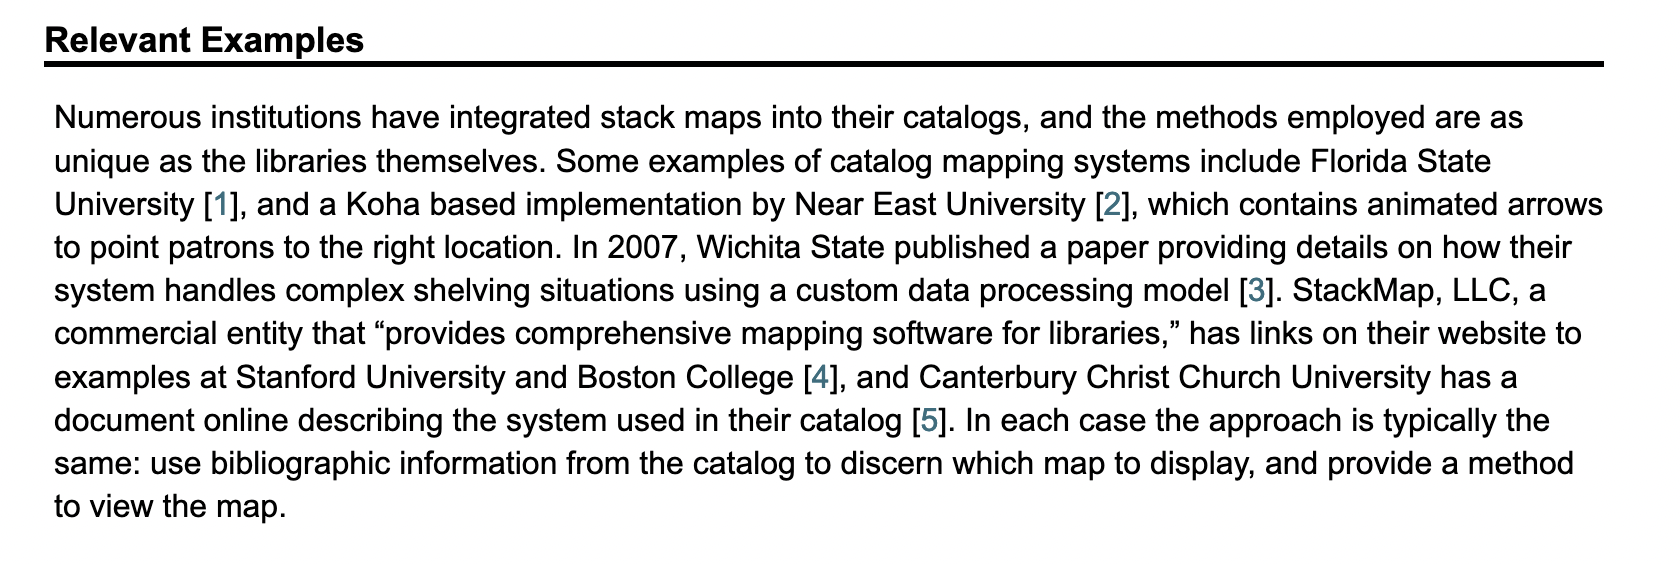 Relevant Examples
Numerous institutions have integrated stack maps into their catalogs, and the methods employed are as
unique as the libraries themselves. Some examples of catalog mapping systems include Florida State
University [1], and a Koha based implementation by Near East University [2], which contains animated arrows
to point patrons to the right location. In 2007, Wichita State published a paper providing details on how their
system handles complex shelving situations using a custom data processing model [3]. StackMap, LLC, a
commercial entity that “provides comprehensive mapping software for libraries,” has links on their website to
examples at Stanford University and Boston College [4], and Canterbury Christ Church University has a
document online describing the system used in their catalog [5]. In each case the approach is typically the
same: use bibliographic information from the catalog to discern which map to display, and provide a method
to view the map.